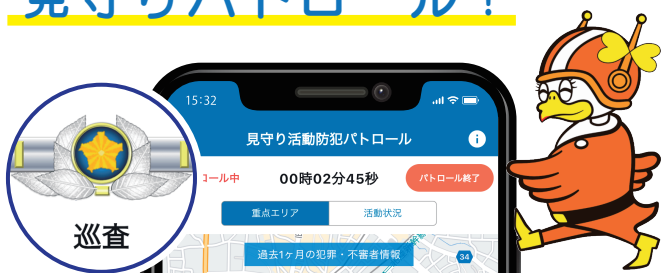 見守りパトロール！
15:32
見守り活動防犯パトロール
i
ロール中
00時02分45秒
パトロール終了
重点エリア
活動状況
過去1ヶ月の犯罪・不審者情報
34
巡査